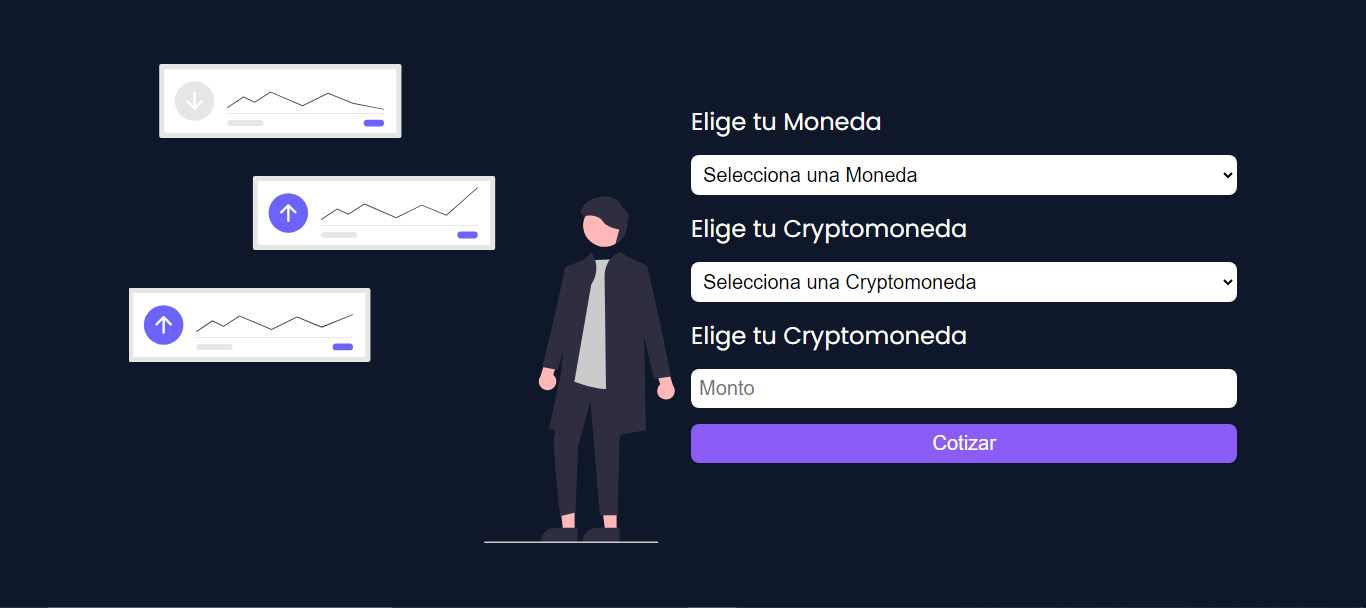 Elige tu Moneda
Selecciona una Moneda
Elige tu Cryptomoneda
Selecciona una Cryptomoneda
Elige tu Cryptomoneda
Monto
Cotizar